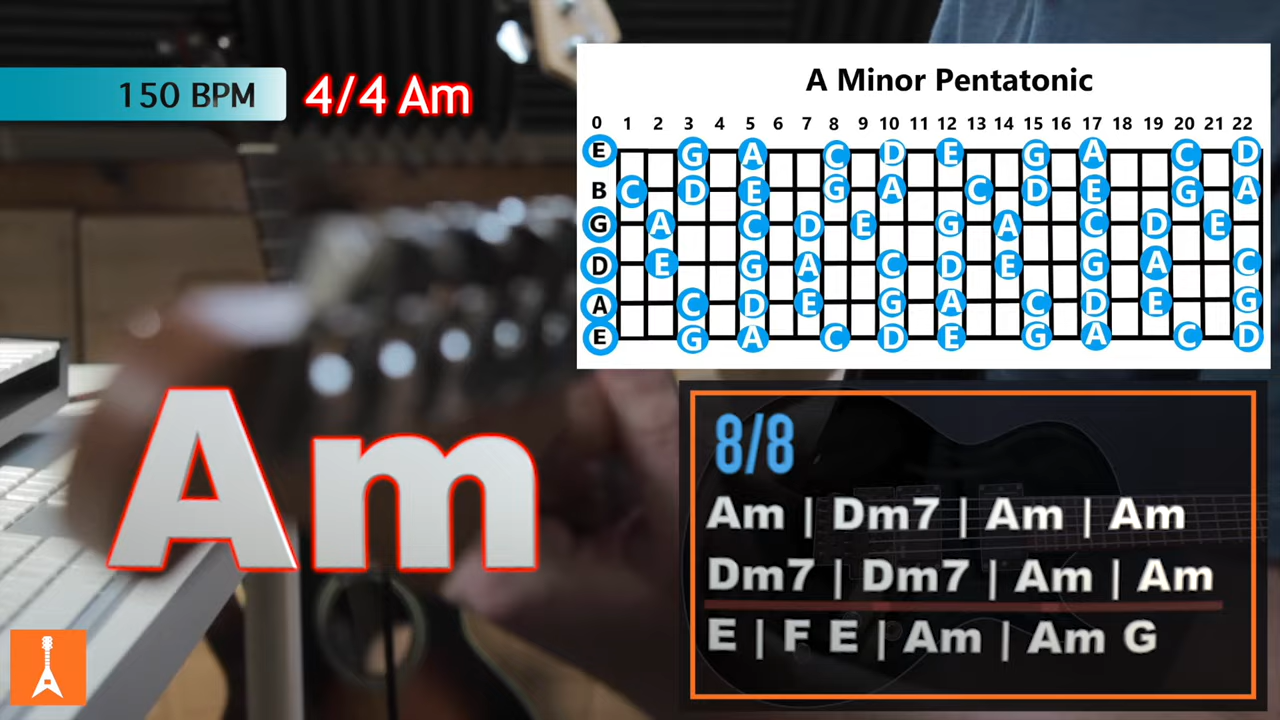 150 BPM 4/4 Am
A Minor Pentatonic
0 1 2 3 4 5 6 7 8 9 10 11 12 13 14 15 16 17 18 19 20 21 22
E G A C D E G A C D
B C D E G A C D E G A
G A C D E G A C D E
D E G A C D E G A C
A C D E G A C D E G
E G A C D E G A C D
Am
8/8
Am | Dm7 | Am | Am
Dm7 | Dm7 | Am | Am
E | F E | Am | Am G